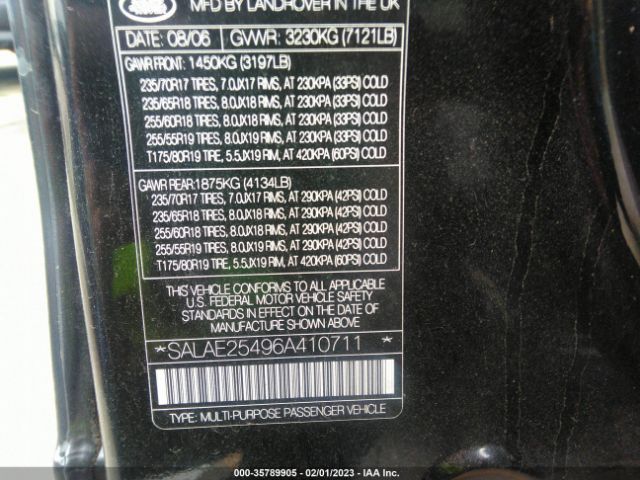 MFD BY LANDROVER IN THE UK
DATE: 08/06 GVWR: 3230KG (7121LB)
GAWR FRONT: 1450KG (3197LB)
235/70R17 TIRES, 7.0JX17 RIMS, AT 230KPA (33PSI) COLD
235/65R18 TIRES, 8.0JX18 RIMS, AT 230KPA (33PSI) COLD
255/60R18 TIRES, 8.0JX18 RIMS, AT 230KPA (33PSI) COLD
255/55R19 TIRES, 8.0JX19 RIMS, AT 230KPA (33PSI) COLD
T175/80R19 TIRE, 5.5JX19 RIM, AT 420KPA (60PSI) COLD
GAWR REAR:1875KG (4134LB)
235/70R17 TIRES, 7.0JX17 RIMS, AT 290KPA (42PSI) COLD
235/65R18 TIRES, 8.0JX18 RIMS, AT 290KPA (42PSI) COLD
255/60R18 TIRES, 8.0JX18 RIMS, AT 290KPA (42PSI) COLD
255/55R19 TIRES, 8.0JX19 RIMS, AT 290KPA (42PSI) COLD
T175/80R19 TIRE, 5.5JX19 RIM, AT 420KPA (60PSI) COLD
THIS VEHICLE CONFORMS TO ALL APPLICABLE
U.S. FEDERAL MOTOR VEHICLE SAFETY
STANDARDS IN EFFECT ON THE DATE OF
MANUFACTURE SHOWN ABOVE
*SALAE25496A410711 *
TYPE: MULTI-PURPOSE PASSENGER VEHICLE
000-35789905 - 02/01/2023 - IAA Inc.